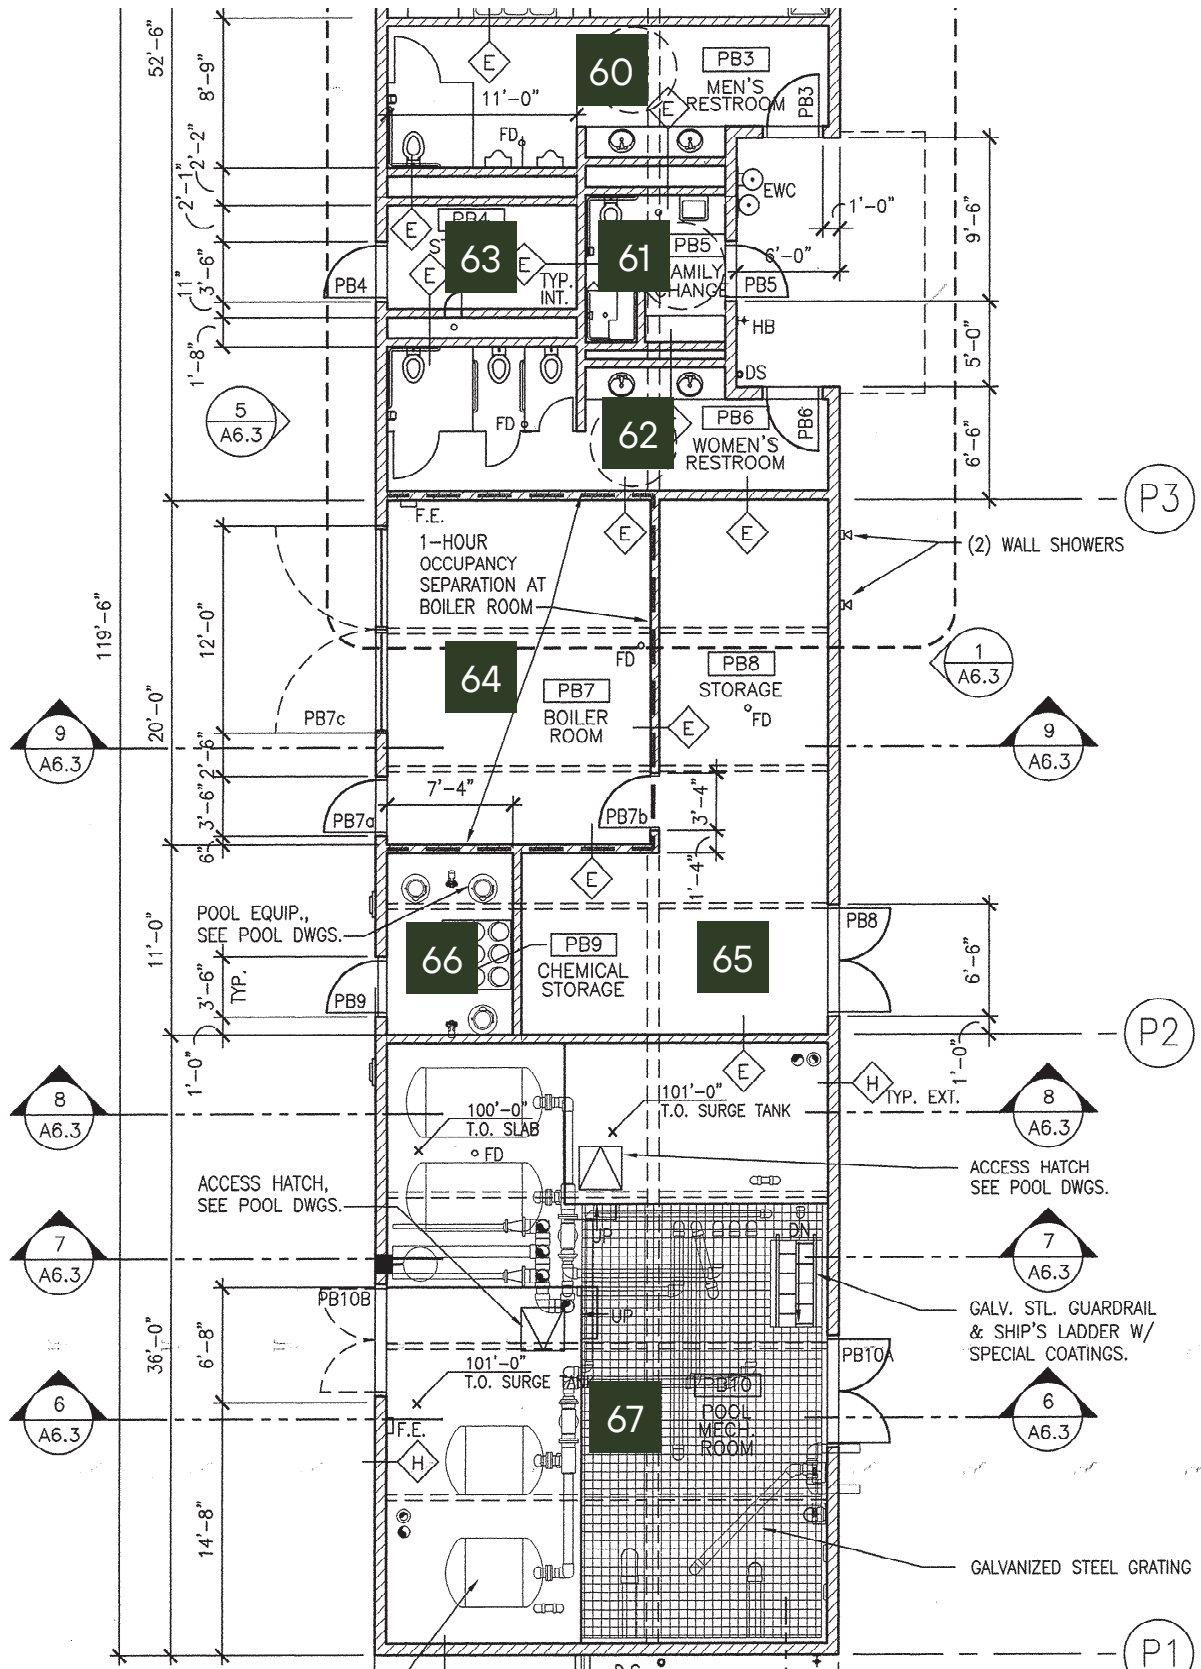 52'-6"
8'-9"
E
60
PB3
MEN'S
RESTROOM
PB3
11'-0"
E
FD
2'-2"
2'-1"
EWC
1'-0"
9'-6"
E
PB4
63
E
E
TYP.
INT.
61
PB5
FAMILY
CHANGE
6'-0"
PB5
PB4
3'-6"
11"
HB
5'-0"
1'-8"
DS
5
A6.3
FD
62
PB6
WOMEN'S
RESTROOM
PB6
6'-6"
P3
F.E.
E
E
1-HOUR
OCCUPANCY
SEPARATION AT
BOILER ROOM
(2) WALL SHOWERS
119'-6"
12'-0"
FD
1
A6.3
64
PB7
BOILER
ROOM
PB8
STORAGE
FD
PB7c
20'-0"
E
9
A6.3
9
A6.3
2'-6"
3'-6"
6"
7'-4"
PB7a
PB7b
3'-4"
1'-4"
E
POOL EQUIP.,
SEE POOL DWGS.
11'-0"
66
PB9
CHEMICAL
STORAGE
65
PB8
6'-6"
3'-6"
TYP.
PB9
1'-0"
1'-0"
P2
E
H
TYP. EXT.
8
A6.3
8
A6.3
100'-0"
T.O. SLAB
FD
101'-0"
T.O. SURGE TANK
ACCESS HATCH,
SEE POOL DWGS.
ACCESS HATCH
SEE POOL DWGS.
UP
DN.
7
A6.3
7
A6.3
PB10B
UP
GALV. STL. GUARDRAIL
& SHIP'S LADDER W/
SPECIAL COATINGS.
36'-0"
6'-8"
101'-0"
T.O. SURGE TANK
PB10A
6
A6.3
6
A6.3
67
PB10
POOL
MECH.
ROOM
F.E.
H
14'-8"
GALVANIZED STEEL GRATING
P1